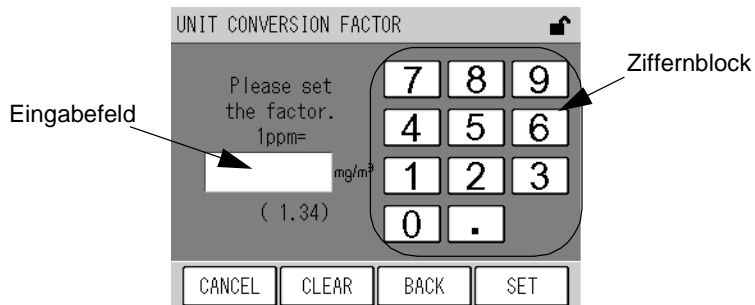 UNIT CONVERSION FACTOR
Ziffernblock
Eingabefeld
Please set
the factor.
1ppm=
mg/m³
( 1.34)
7 8 9
4 5 6
1 2 3
0 .
CANCEL CLEAR BACK SET